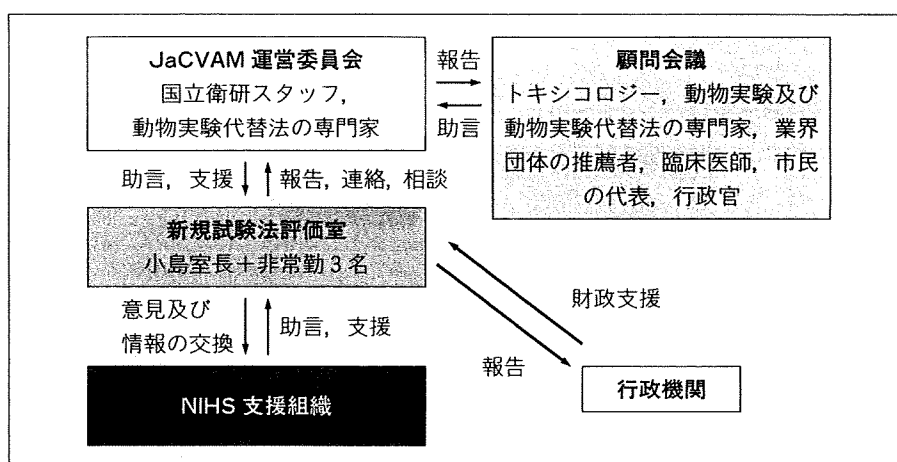 JaCVAM 運営委員会
国立衛研スタッフ,
動物実験代替法の専門家
報告
助言
顧問会議
トキシコロジー, 動物実験及び
動物実験代替法の専門家, 業界
団体の推薦者, 臨床医師, 市民
の代表, 行政官
助言, 支援
報告, 連絡, 相談
新規試験法評価室
小島室長+非常勤3名
意見及び
情報の交換
助言, 支援
財政支援
報告
NIHS 支援組織
行政機関